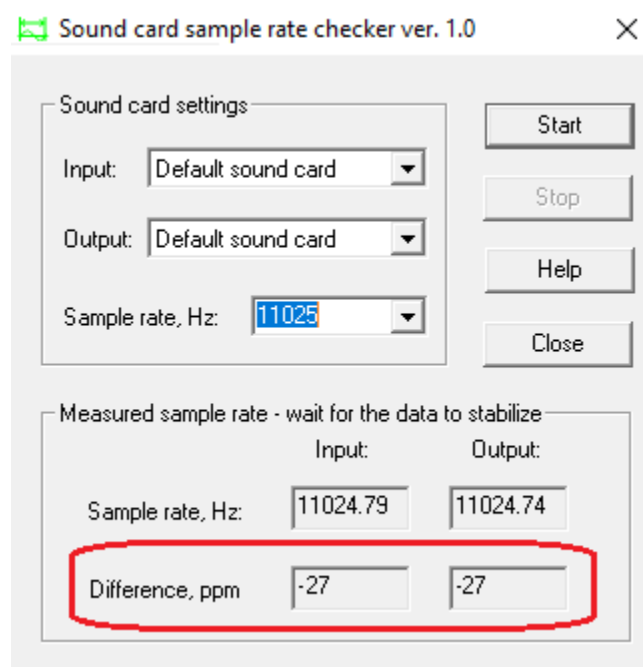 Sound card sample rate checker ver. 1.0
Sound card settings
Input: Default sound card
Output: Default sound card
Sample rate, Hz: 11025
Start
Stop
Help
Close
Measured sample rate - wait for the data to stabilize
Input: Output:
Sample rate, Hz: 11024.79 11024.74
Difference, ppm -27 -27